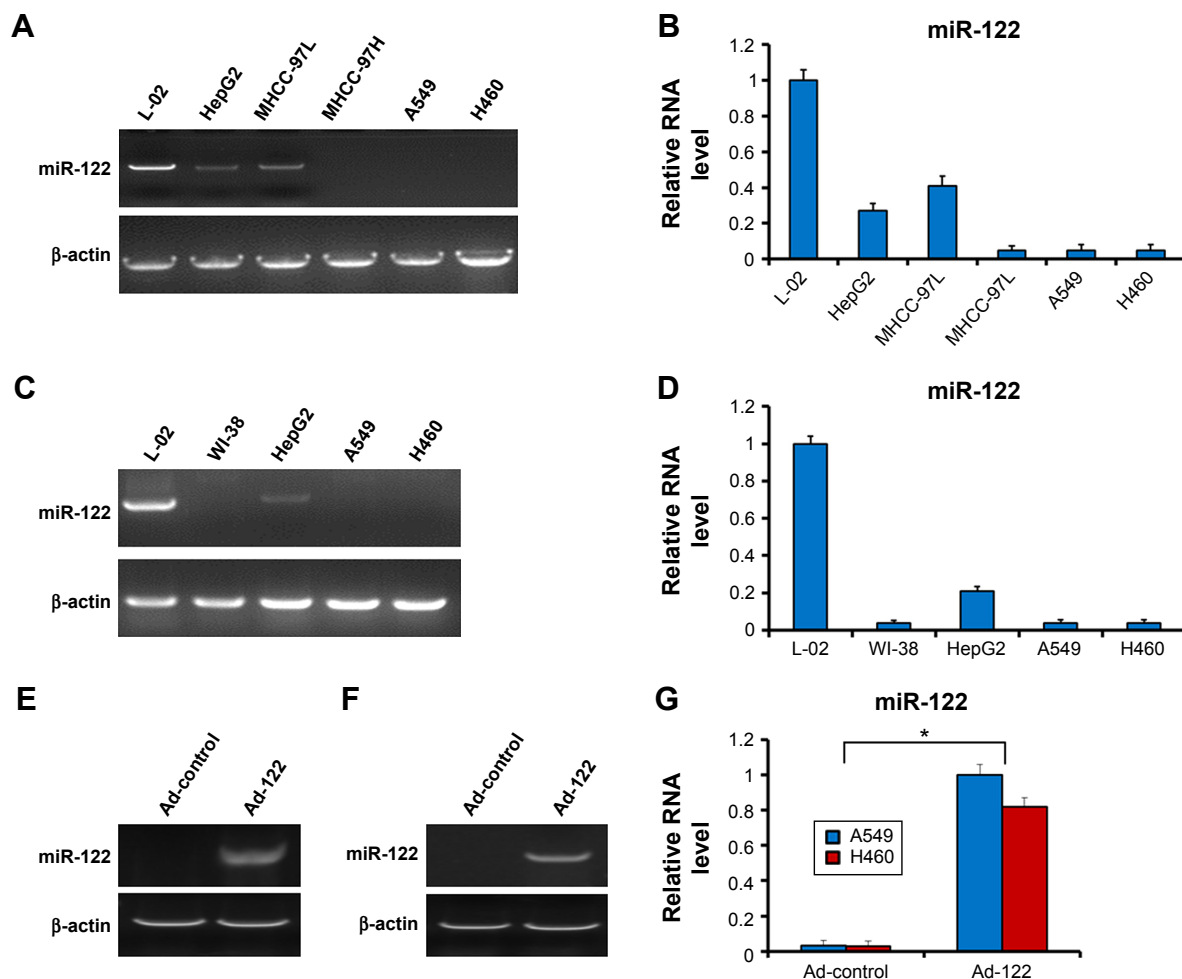 A
L-02
HepG2
MHCC-97L
MHCC-97H
A549
H460
miR-122
β-actin
B
miR-122
Relative RNA
level
1.2
1
0.8
0.6
0.4
0.2
0
L-02
HepG2
MHCC-97L
MHCC-97L
A549
H460
C
L-02
WI-38
HepG2
A549
H460
miR-122
β-actin
D
miR-122
Relative RNA
level
1.2
1
0.8
0.6
0.4
0.2
0
L-02
WI-38
HepG2
A549
H460
E
Ad-control
Ad-122
miR-122
β-actin
F
Ad-control
Ad-122
miR-122
β-actin
G
miR-122
Relative RNA
level
1.2
1
0.8
0.6
0.4
0.2
0
*
A549
H460
Ad-control
Ad-122